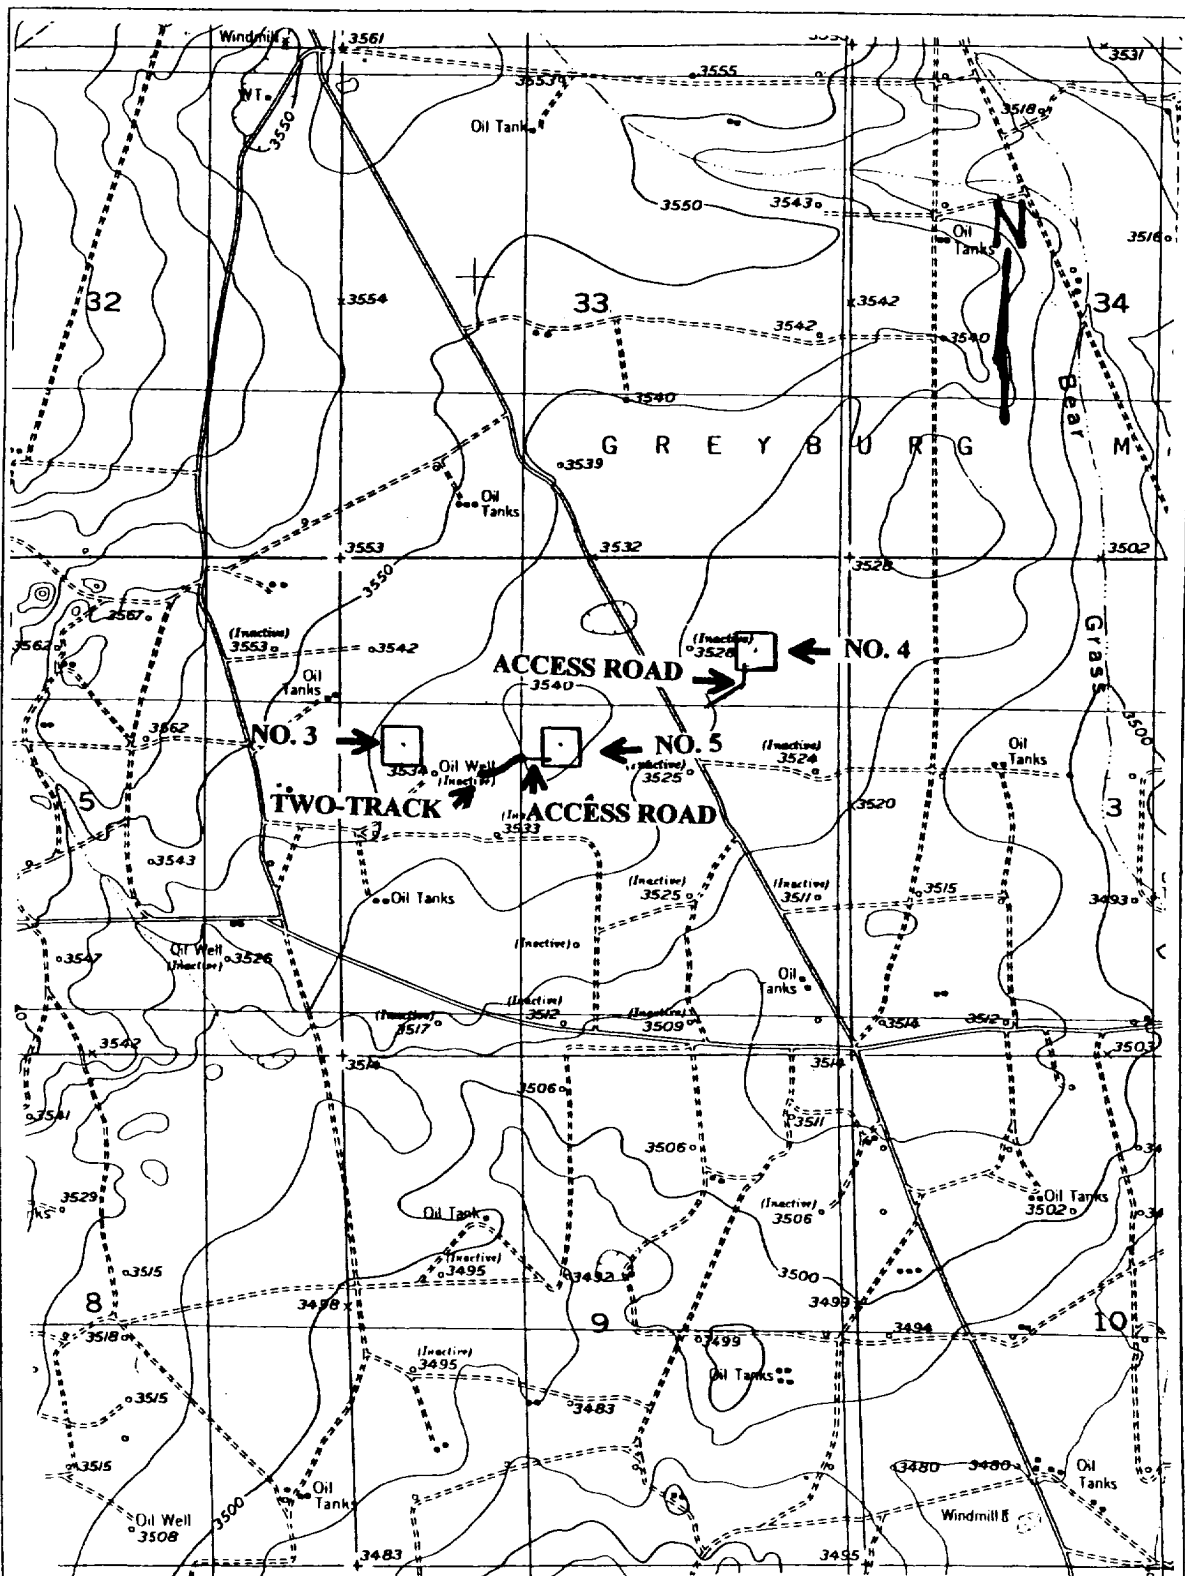 Windmill
3561
3555
3553
3531
WT
3550
Oil Tank
3518
3550
3543
N
Oil
Tanks
3516
32
3554
33
3542
34
3542
3540
3540
Bear
GREYBURG M
3539
Oil
Tanks
3553
3532
3528
3502
3550
3567
3562
(Inactive)
3553
3542
(Inactive)
3528
NO. 4
Grass
ACCESS ROAD
3540
Oil
Tanks
3562
NO. 3
NO. 5
(Inactive)
3524
Oil
Tanks
3500
3534
Oil Well
(Inactive)
(Inactive)
3525
5
TWO-TRACK
ACCESS ROAD
3533
3520
3
3543
Oil Tanks
(Inactive)
3525
(Inactive)
3511
3515
3493
3547
Oil Well
(Inactive)
3526
(Inactive)
Oil
Tanks
(Inactive)
3517
(Inactive)
3512
(Inactive)
3509
3514
3512
3542
3514
3514
3503
3541
3506
3511
3506
3529
Oil Tank
(Inactive)
3506
Oil Tanks
3502
3515
(Inactive)
3495
3492
3500
8
3498
3499
3518
9
3499
3494
10
(Inactive)
3495
Oil Tanks
3515
3483
3515
Oil
Tanks
3480
3480
Oil
Tanks
Oil Well
3508
3500
Windmill
3483
3495